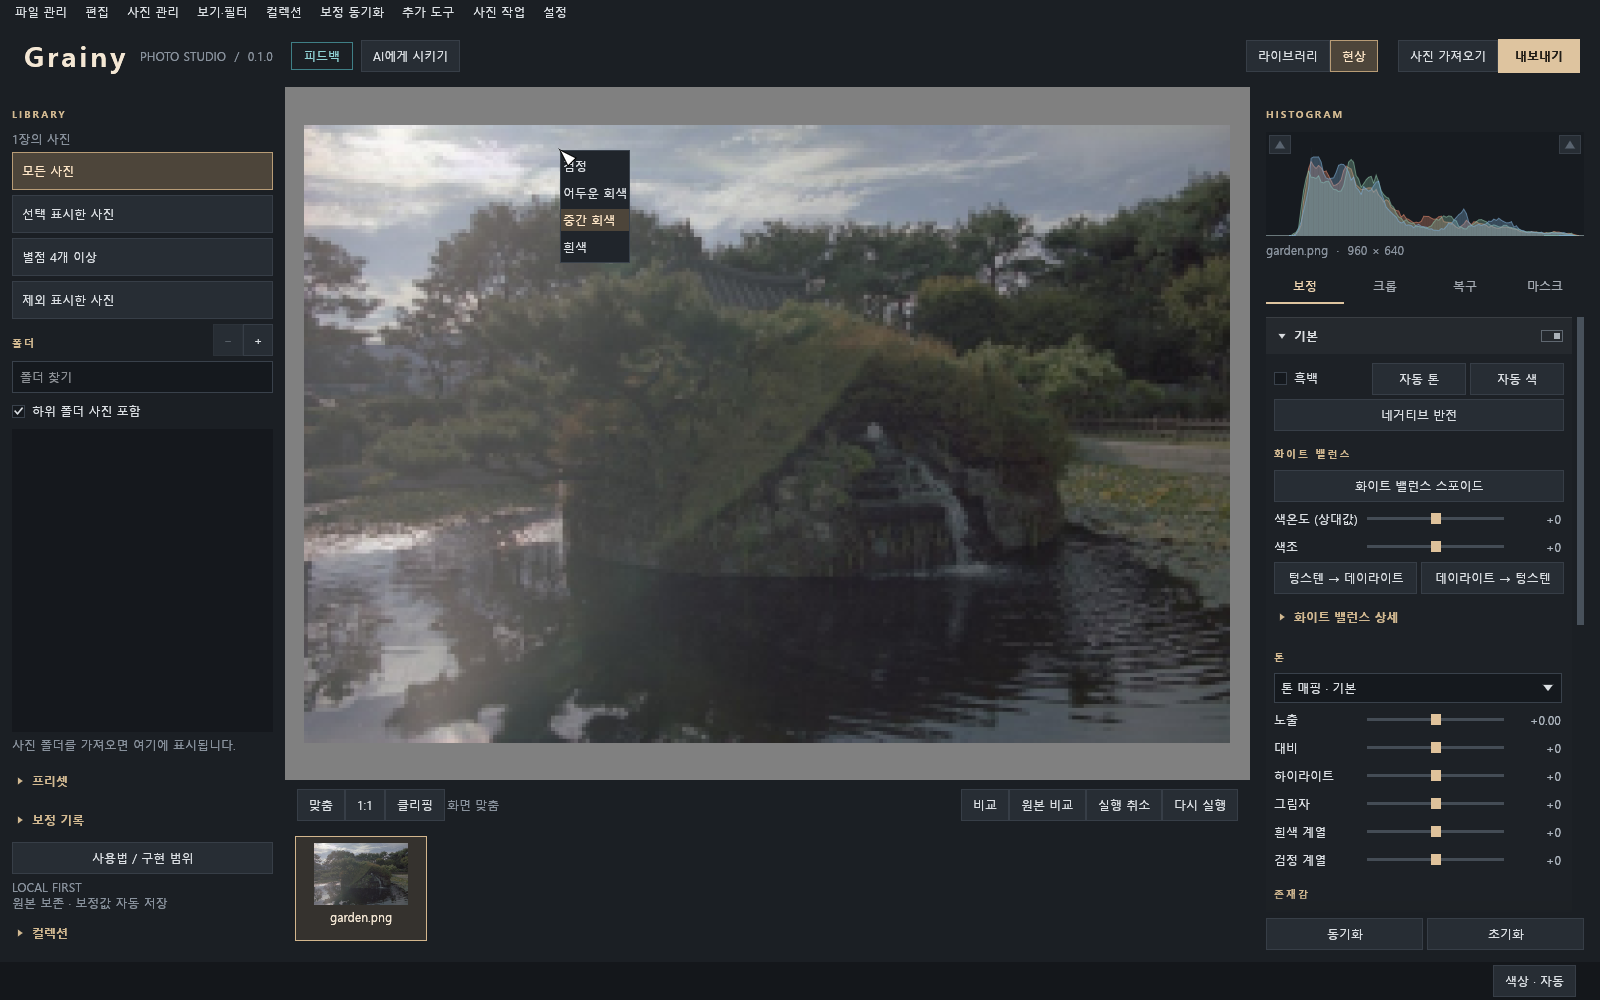 파일 관리 편집 사진 관리 보기·필터 컬렉션 보정 동기화 추가 도구 사진 작업 설정
Grainy PHOTO STUDIO / 0.1.0 피드백 AI에게 시키기 라이브러리 현상 사진 가져오기 내보내기
LIBRARY
1장의 사진
모든 사진
선택 표시한 사진
별점 4개 이상
제외 표시한 사진
폴더 − +
폴더 찾기
하위 폴더 사진 포함
사진 폴더를 가져오면 여기에 표시됩니다.
프리셋
보정 기록
사용법 / 구현 범위
LOCAL FIRST
원본 보존 · 보정값 자동 저장
컬렉션
검정
어두운 회색
중간 회색
흰색
맞춤 1:1 클리핑 화면 맞춤 비교 원본 비교 실행 취소 다시 실행
garden.png
HISTOGRAM
garden.png · 960 × 640
보정 크롭 복구 마스크
기본
흑백 자동 톤 자동 색
네거티브 반전
화이트 밸런스
화이트 밸런스 스포이드
색온도 (상대값) +0
색조 +0
텅스텐 → 데이라이트 데이라이트 → 텅스텐
화이트 밸런스 상세
톤
톤 매핑 · 기본
노출 +0.00
대비 +0
하이라이트 +0
그림자 +0
흰색 계열 +0
검정 계열 +0
존재감
동기화 초기화
색상 · 자동